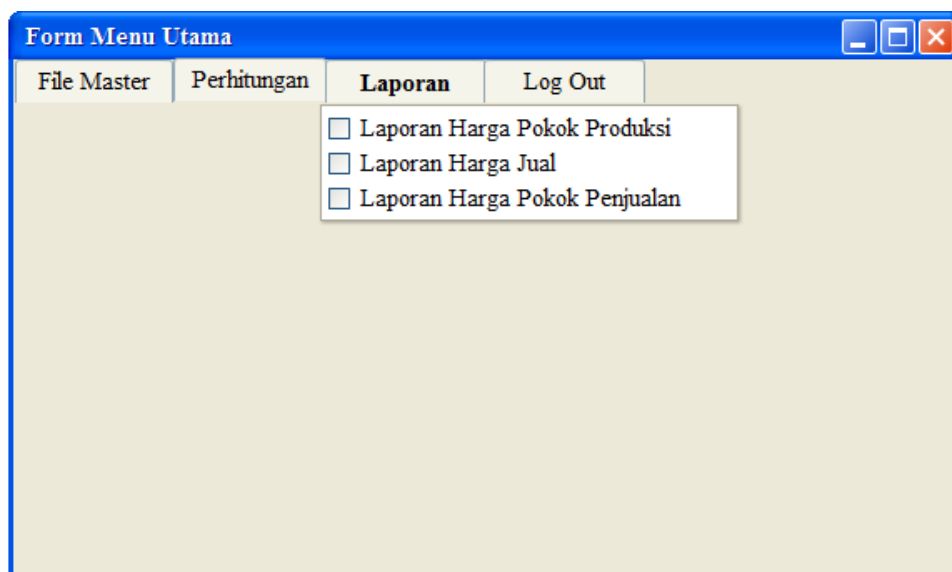 Form Menu Utama
File Master Perhitungan Laporan Log Out
Laporan Harga Pokok Produksi
Laporan Harga Jual
Laporan Harga Pokok Penjualan